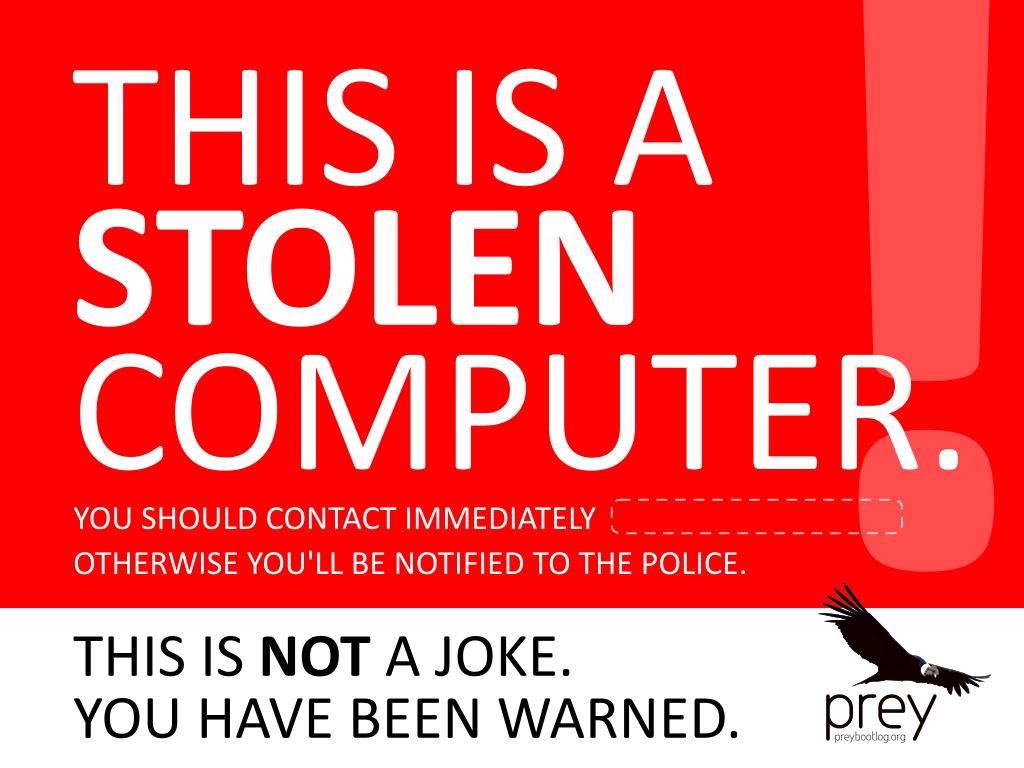 THIS IS A
STOLEN
COMPUTER.
YOU SHOULD CONTACT IMMEDIATELY
OTHERWISE YOU'LL BE NOTIFIED TO THE POLICE.
THIS IS NOT A JOKE.
YOU HAVE BEEN WARNED.
prey
preybootlog.org